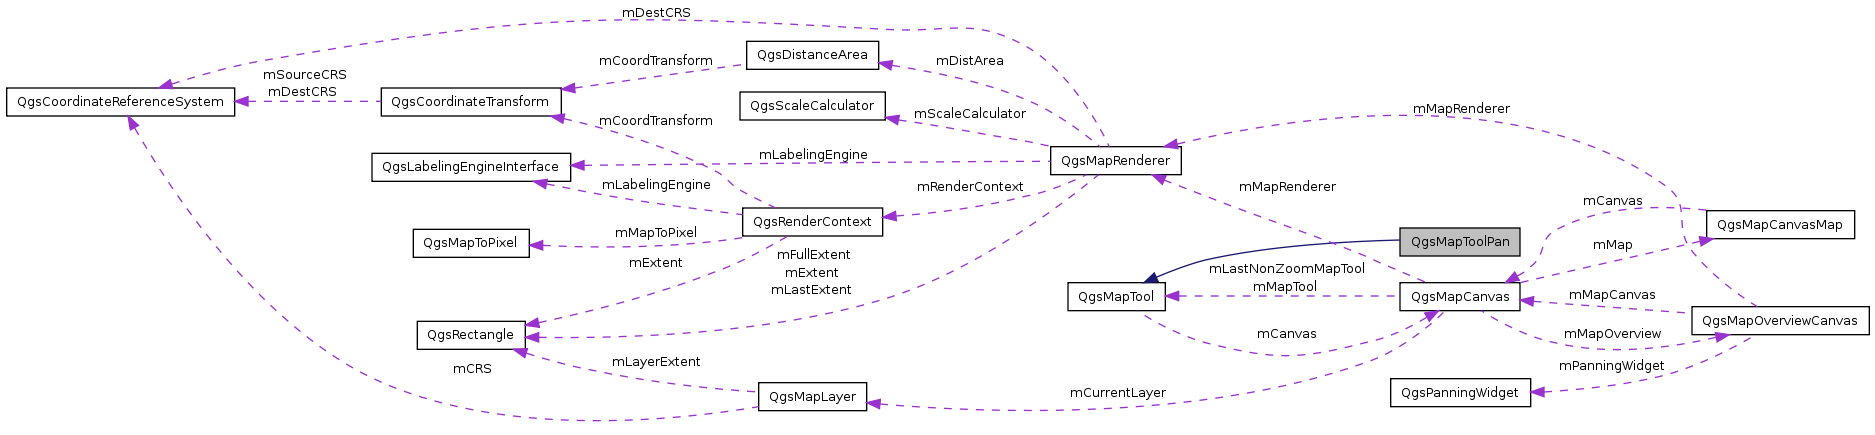 mDestCRS
QgsDistanceArea
mCoordTransform
mDistArea
mSourceCRS
mDestCRS
QgsCoordinateReferenceSystem
QgsCoordinateTransform
QgsScaleCalculator
mScaleCalculator
mMapRenderer
mCoordTransform
mLabelingEngine
QgsMapRenderer
QgsLabelingEngineInterface
mLabelingEngine
mRenderContext
mMapRenderer
mCanvas
QgsRenderContext
QgsMapCanvasMap
mMapToPixel
QgsMapToPixel
QgsMapToolPan
mMap
mExtent
mFullExtent
mExtent
mLastExtent
mLastNonZoomMapTool
mMapTool
QgsMapTool
QgsMapCanvas
mMapCanvas
QgsMapOverviewCanvas
QgsRectangle
mCanvas
mMapOverview
mLayerExtent
mCRS
mPanningWidget
mCurrentLayer
QgsMapLayer
QgsPanningWidget